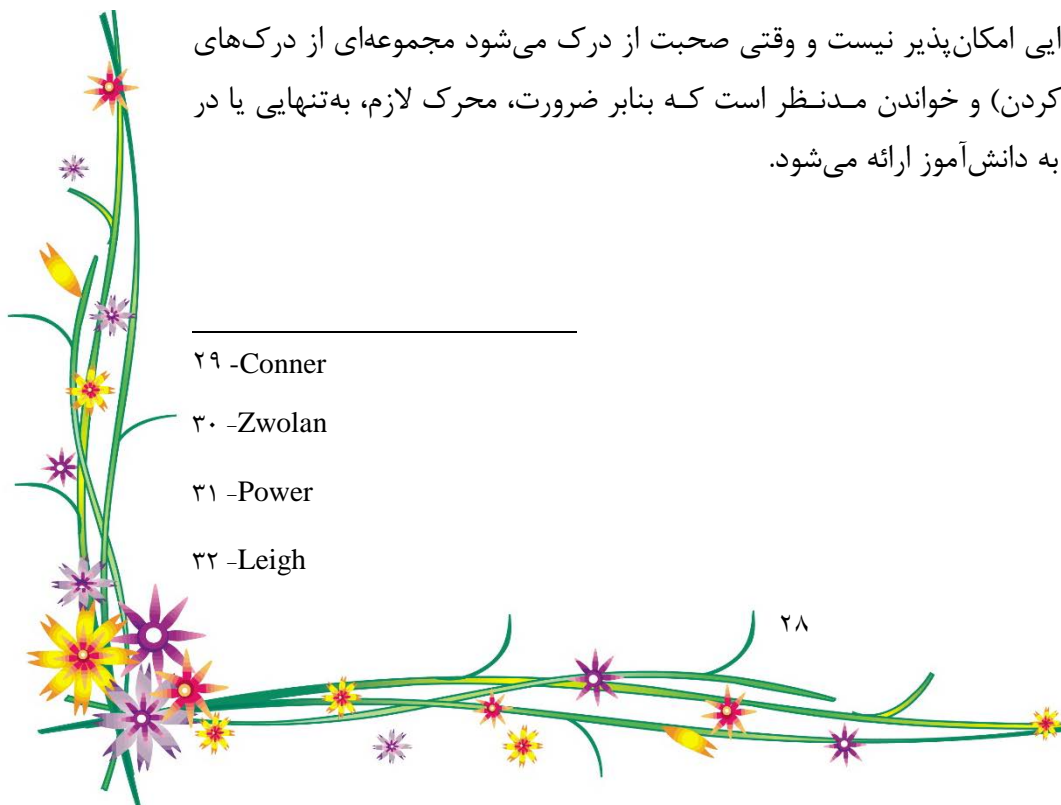 ایی امکان‌پذیر نیست و وقتی صحبت از درک می‌شود مجموعه‌ای از درک‌های
کردن) و خواندن مـدنـظر است کـه بنابر ضرورت، محرک لازم، به‌تنهایی یا در
به دانش‌آموز ارائه می‌شود.
۲۹ -Conner
۳۰ -Zwolan
۳۱ -Power
۳۲ -Leigh
۲۸